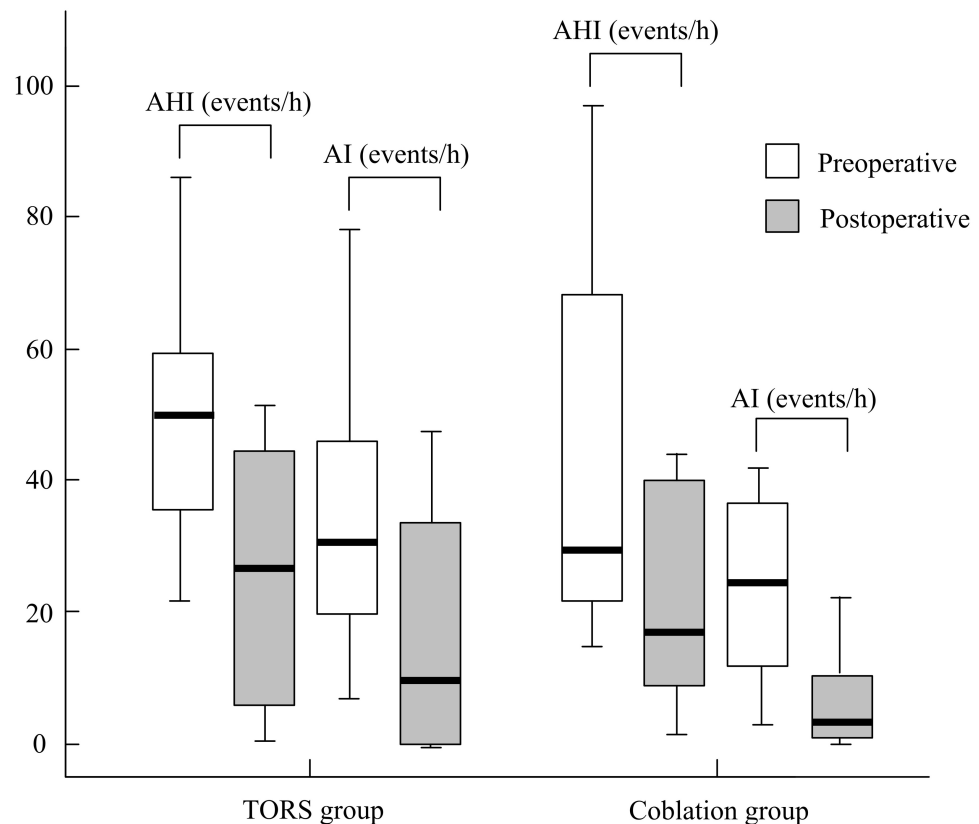 AHI (events/h)
100
AHI (events/h)
AI (events/h)
Preoperative
80
Postoperative
60
AI (events/h)
40
20
0
TORS group
Coblation group